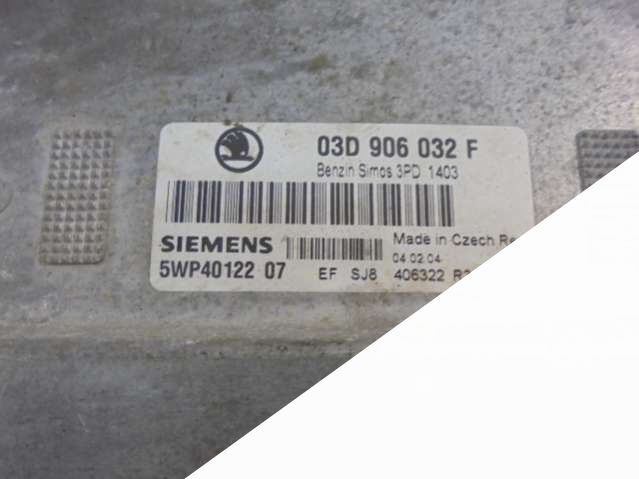 03D 906 032 F
Benzin Simos 3PD 1403
SIEMENS Made in Czech
04.02.04
5WP40122 07 EF SJ8 406322